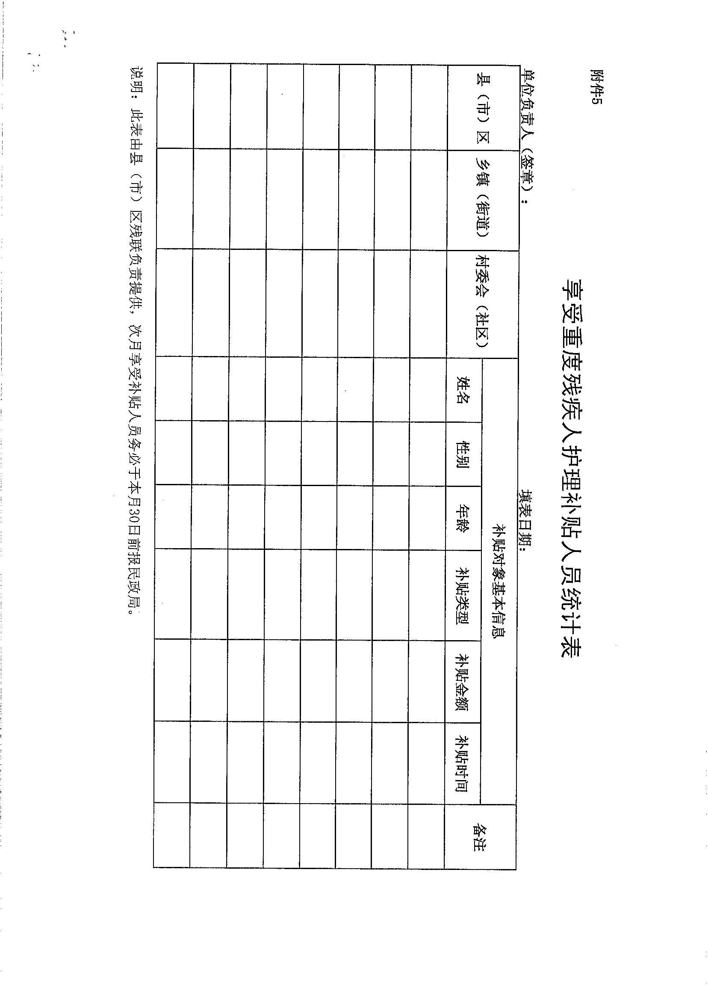 附件5
享受重度残疾人护理补贴人员统计表
单位负责人（签章）： 填表日期：
县（市）区 乡镇（街道） 村委会（社区） 补贴对象基本信息 备注
姓名 性别 年龄 补贴类型 补贴金额 补贴时间
说明：此表由县（市）区残联负责提供，次月享受补贴人员务必于本月30日前报民政局。